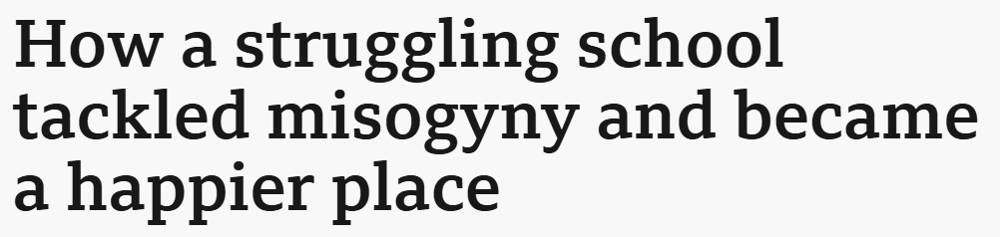 How a struggling school
tackled misogyny and became
a happier place